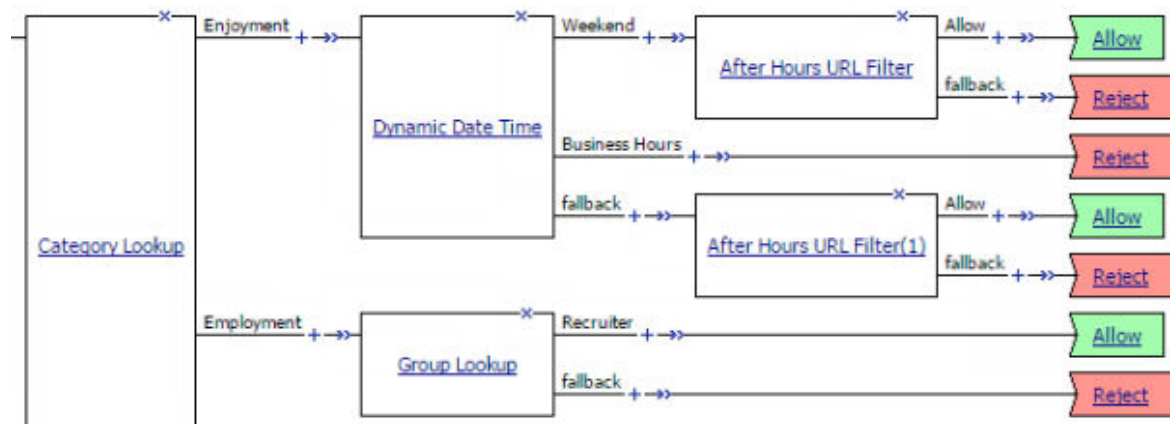 Enjoyment
Weekend
Allow
Allow
After Hours URL Filter
fallback
Reject
Dynamic Date Time
Business Hours
Reject
fallback
Allow
Allow
Category Lookup
After Hours URL Filter(1)
fallback
Reject
Employment
Recruiter
Allow
Group Lookup
fallback
Reject